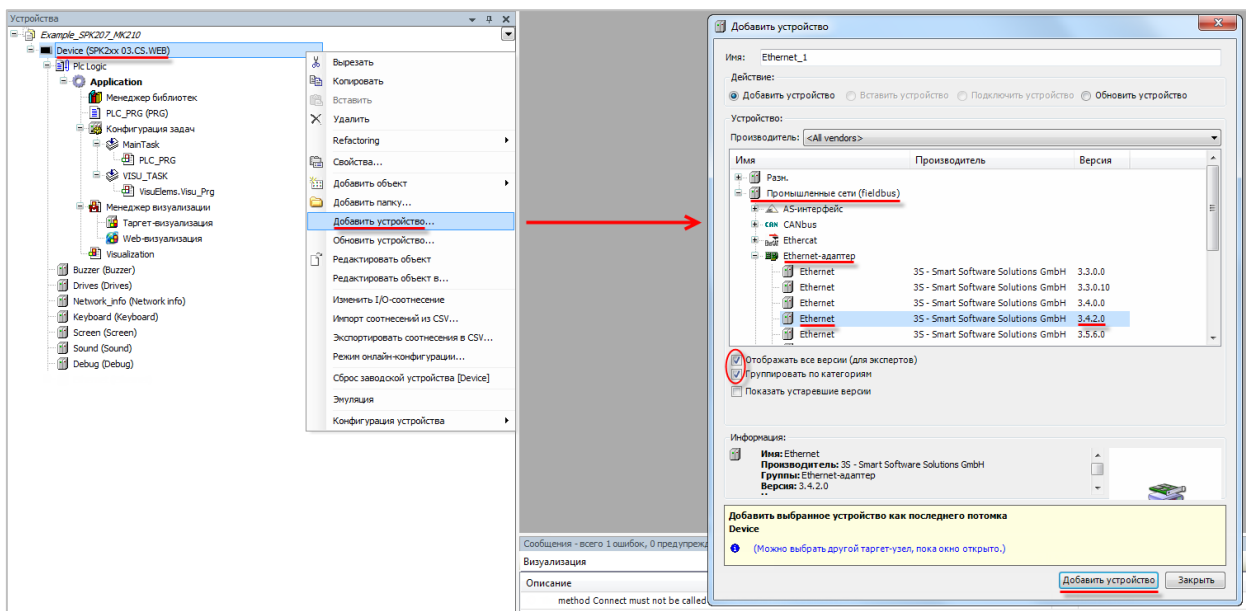 Устройства
Example_SPK207_MK210
Device (SPK2xx 03.CS.WEB)
Plc Logic
Application
Менеджер библиотек
PLC_PRG (PRG)
Конфигурация задач
MainTask
PLC_PRG
VISU_TASK
VisuElems.Visu_Prg
Менеджер визуализации
Таргет-визуализация
Web-визуализация
Visualization
Buzzer (Buzzer)
Drives (Drives)
Network_info (Network info)
Keyboard (Keyboard)
Screen (Screen)
Sound (Sound)
Debug (Debug)
Вырезать
Копировать
Вставить
Удалить
Refactoring
Свойства...
Добавить объект
Добавить папку...
Добавить устройство...
Обновить устройство...
Редактировать объект
Редактировать объект в...
Изменить I/O-соотнесение
Импорт соотнесений из CSV...
Экспортировать соотнесения в CSV...
Режим онлайн-конфигурации...
Сброс заводской устройства [Device]
Эмуляция
Конфигурация устройства
Сообщения - всего 1 ошибок, 0 предупреж
Визуализация
Описание
method Connect must not be called
Добавить устройство
Имя: Ethernet_1
Действие:
Добавить устройство Вставить устройство Подключить устройство Обновить устройство
Устройство:
Производитель: <All vendors>
Имя Производитель Версия
Разн.
Промышленные сети (fieldbus)
AS-интерфейс
CAN CANbus
Ethercat
Ethernet-адаптер
Ethernet 3S - Smart Software Solutions GmbH 3.3.0.0
Ethernet 3S - Smart Software Solutions GmbH 3.3.0.10
Ethernet 3S - Smart Software Solutions GmbH 3.4.0.0
Ethernet 3S - Smart Software Solutions GmbH 3.4.2.0
Ethernet 3S - Smart Software Solutions GmbH 3.5.6.0
Отображать все версии (для экспертов)
Группировать по категориям
Показать устаревшие версии
Информация:
Имя: Ethernet
Производитель: 3S - Smart Software Solutions GmbH
Группы: Ethernet-адаптер
Версия: 3.4.2.0
Добавить выбранное устройство как последнего потомка
Device
(Можно выбрать другой таргет-узел, пока окно открыто.)
Добавить устройство Закрыть